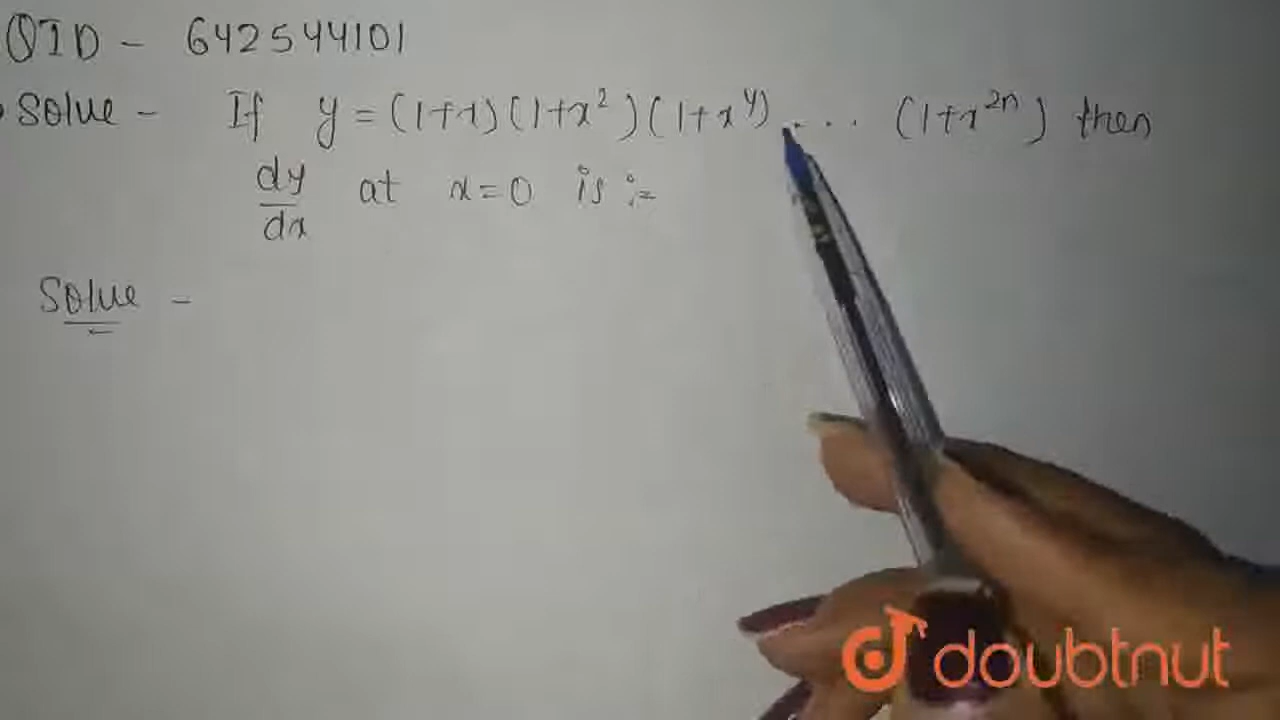 QID - 642544101
Solve - If y = (1+x)(1+x²)(1+x⁴) . . . . (1+x²ⁿ) then
dy/dx at x=0 is :-
Solve -
doubtnut